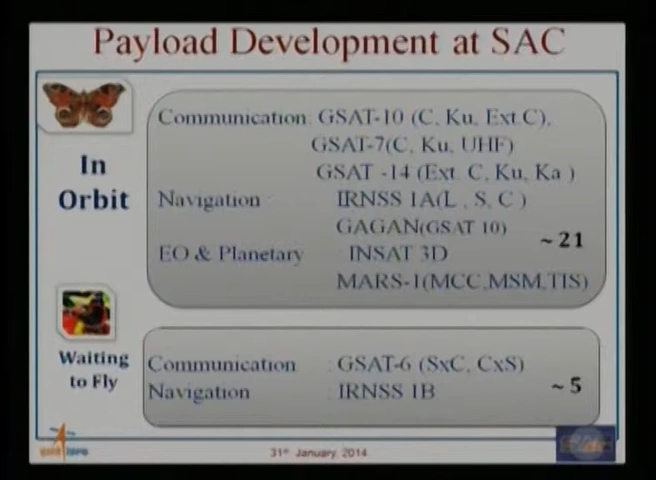 Payload Development at SAC
In
Orbit
Communication: GSAT-10 (C, Ku, Ext.C),
GSAT-7(C, Ku, UHF)
GSAT -14 (Ext. C, Ku, Ka )
Navigation : IRNSS 1A(L , S, C )
GAGAN(GSAT 10)
~ 21
EO & Planetary INSAT 3D
MARS-1(MCC,MSM,TIS)
Waiting
to Fly
Communication : GSAT-6 (SxC, CxS)
Navigation : IRNSS 1B
~ 5
31st January, 2014